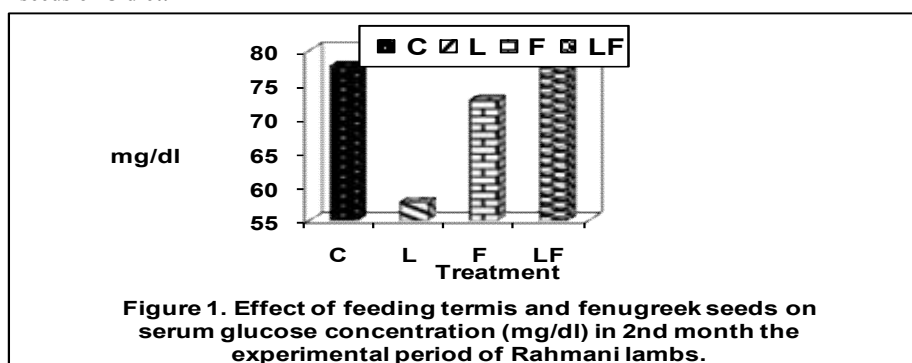 80
75
70
65
60
55
mg/dl
C L F LF
C L F LF
Treatment
Figure 1. Effect of feeding termis and fenugreek seeds on
serum glucose concentration (mg/dl) in 2nd month the
experimental period of Rahmani lambs.